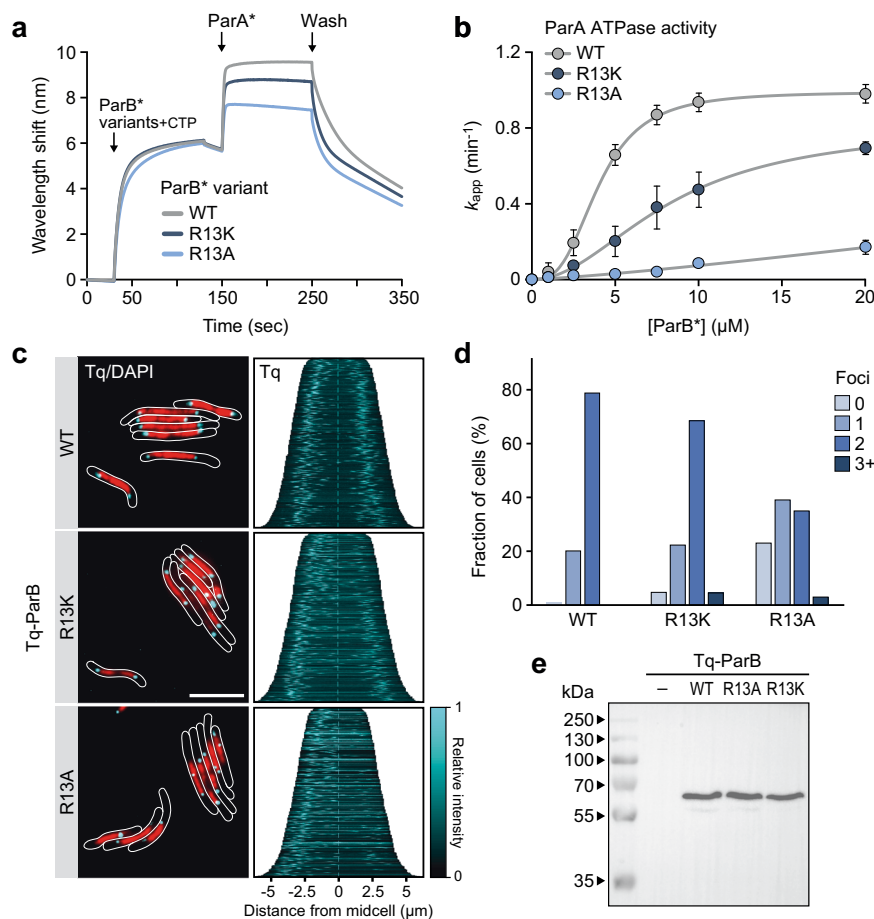 a
ParA*
Wash
Wavelength shift (nm)
10
8
6
4
2
0
ParB*
variants+CTP
ParB* variant
WT
R13K
R13A
0
50
150
250
350
Time (sec)
b
ParA ATPase activity
WT
R13K
R13A
kapp (min⁻¹)
1.2
0.8
0.4
0
0
5
10
20
[ParB*] (μM)
c
Tq/DAPI
Tq
Tq-ParB
WT
R13K
R13A
1
Relative intensity
0
-5
-2.5
0
2.5
5
Distance from midcell (μm)
d
Fraction of cells (%)
80
60
40
20
0
WT
R13K
R13A
Foci
0
1
2
3+
e
Tq-ParB
kDa
–
WT
R13A
R13K
250
130
100
70
55
35